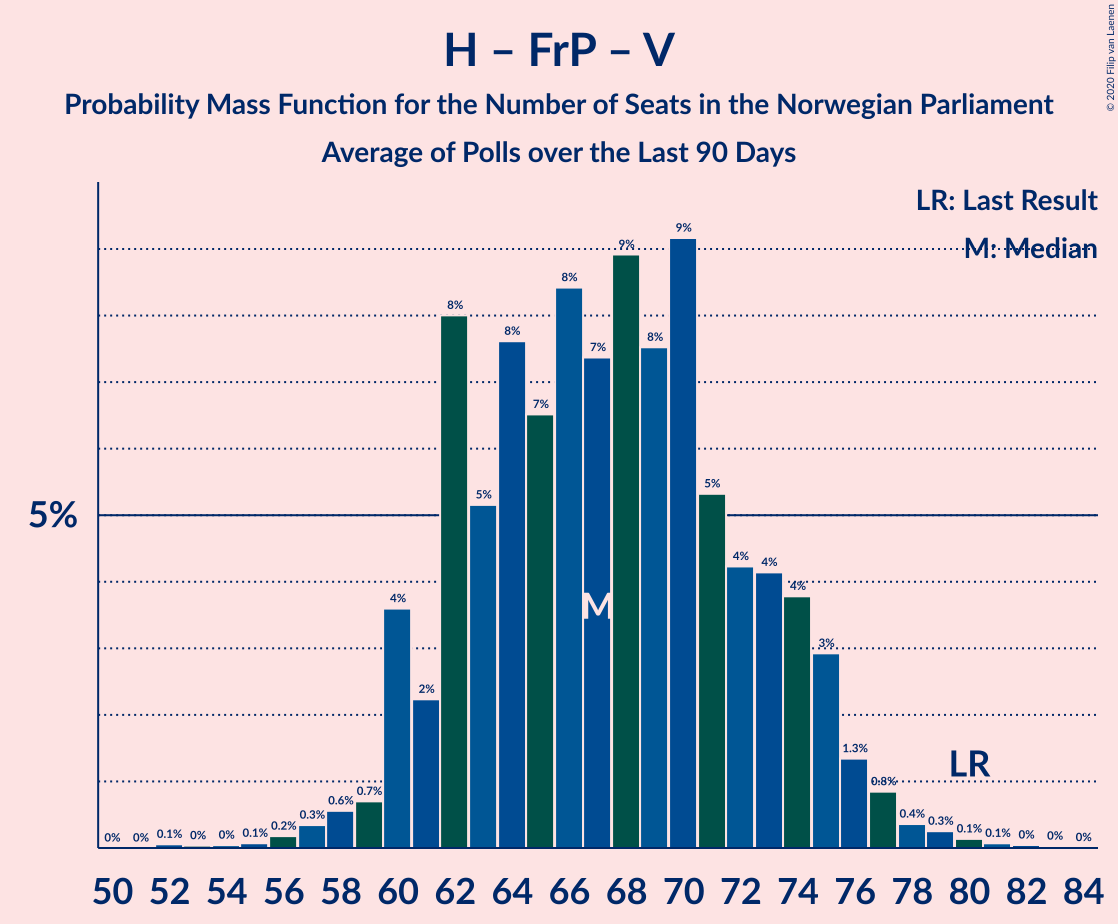 H – FrP – V
Probability Mass Function for the Number of Seats in the Norwegian Parliament
Average of Polls over the Last 90 Days
© 2020 Filip van Laenen
LR: Last Result
M: Median
5%
0% 0% 0.1% 0% 0% 0.1% 0.2% 0.3% 0.6% 0.7% 4% 2% 8% 5% 8% 7% 8% 7% 9% 8% 9% 5% 4% 4% 4% 3% 1.3% 0.8% 0.4% 0.3% 0.1% 0.1% 0% 0% 0%
M
LR
50 52 54 56 58 60 62 64 66 68 70 72 74 76 78 80 82 84